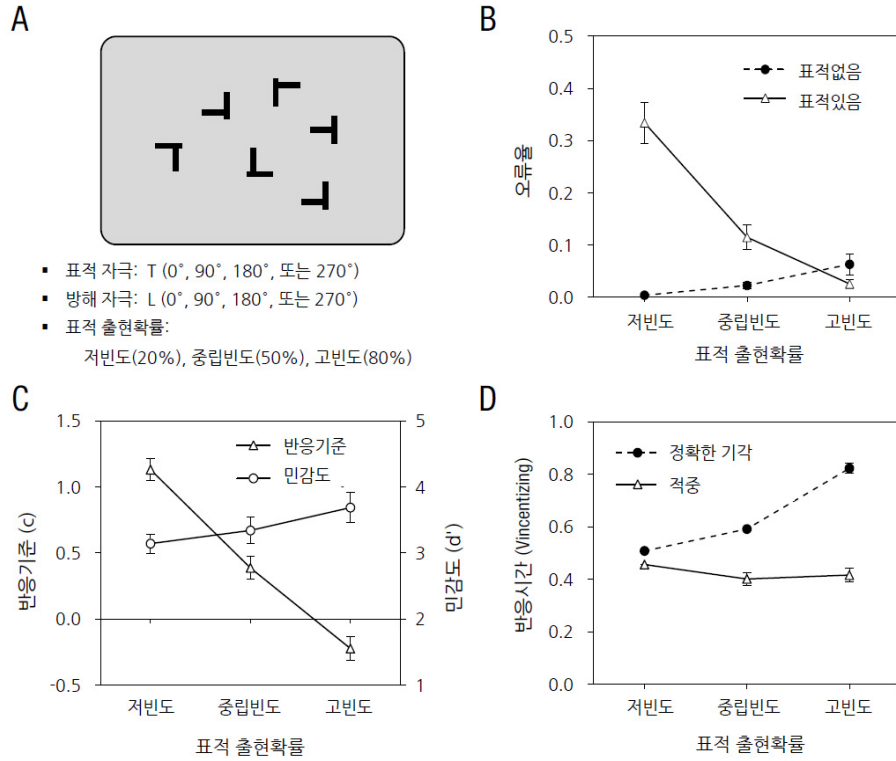 A
▪ 표적 자극: T (0˚, 90˚, 180˚, 또는 270˚)
▪ 방해 자극: L (0˚, 90˚, 180˚, 또는 270˚)
▪ 표적 출현확률:
저빈도(20%), 중립빈도(50%), 고빈도(80%)
B
0.5
0.4
0.3
0.2
0.1
0.0
오류율
표적없음
표적있음
저빈도 중립빈도 고빈도
표적 출현확률
C
1.5
1.0
0.5
0.0
-0.5
반응기준 (c)
반응기준
민감도
5
4
3
2
1
민감도 (d')
저빈도 중립빈도 고빈도
표적 출현확률
D
1.0
0.8
0.6
0.4
0.2
0.0
반응시간 (Vincentizing)
정확한 기각
적중
저빈도 중립빈도 고빈도
표적 출현확률